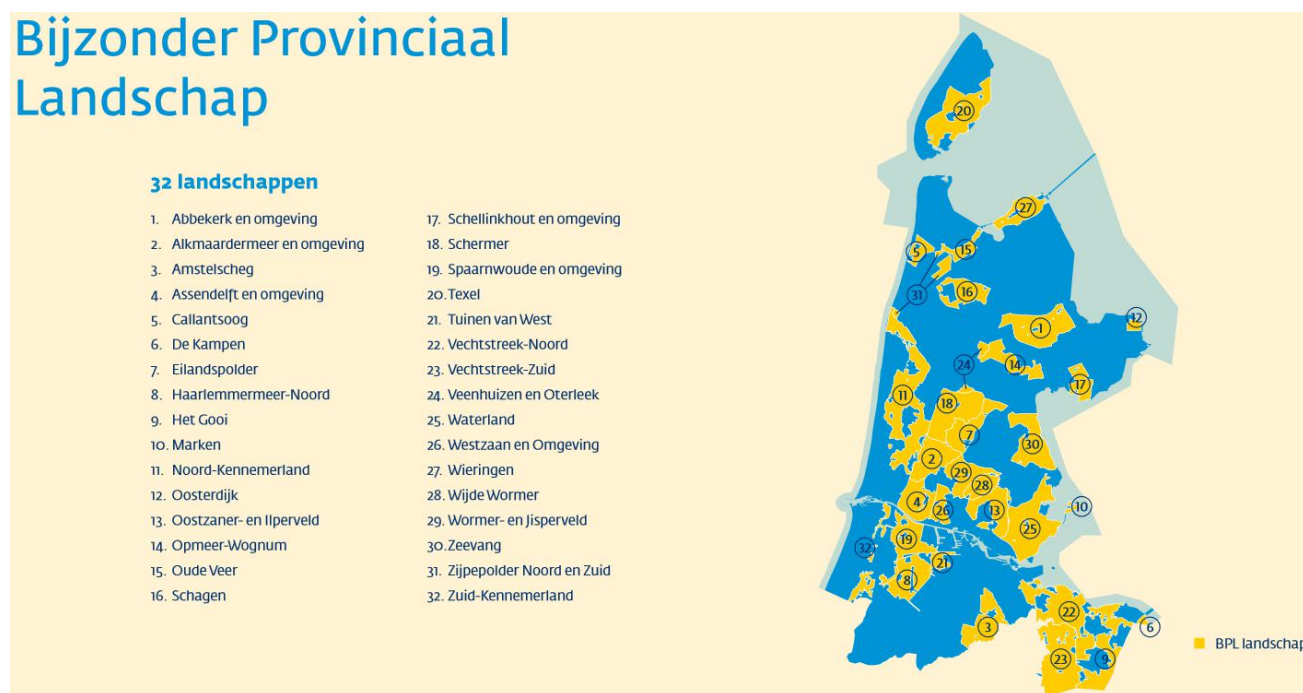 Bijzonder Provinciaal
Landschap
32 landschappen
1. Abbekerk en omgeving
2. Alkmaardermeer en omgeving
3. Amstelscheg
4. Assendelft en omgeving
5. Callantsoog
6. De Kampen
7. Eilandspolder
8. Haarlemmermeer-Noord
9. Het Gooi
10. Marken
11. Noord-Kennemerland
12. Oosterdijk
13. Oostzaner- en Ilperveld
14. Opmeer-Wognum
15. Oude Veer
16. Schagen
17. Schellinkhout en omgeving
18. Schermer
19. Spaarnwoude en omgeving
20. Texel
21. Tuinen van West
22. Vechtstreek-Noord
23. Vechtstreek-Zuid
24. Veenhuizen en Oterleek
25. Waterland
26. Westzaan en Omgeving
27. Wieringen
28. Wijde Wormer
29. Wormer- en Jisperveld
30. Zeevang
31. Zijpepolder Noord en Zuid
32. Zuid-Kennemerland
20
27
5
15
31
16
12
1
24
14
17
11
18
7
30
2
29
28
4
26
13
10
25
19
32
21
8
22
3
6
23
9
BPL landschap